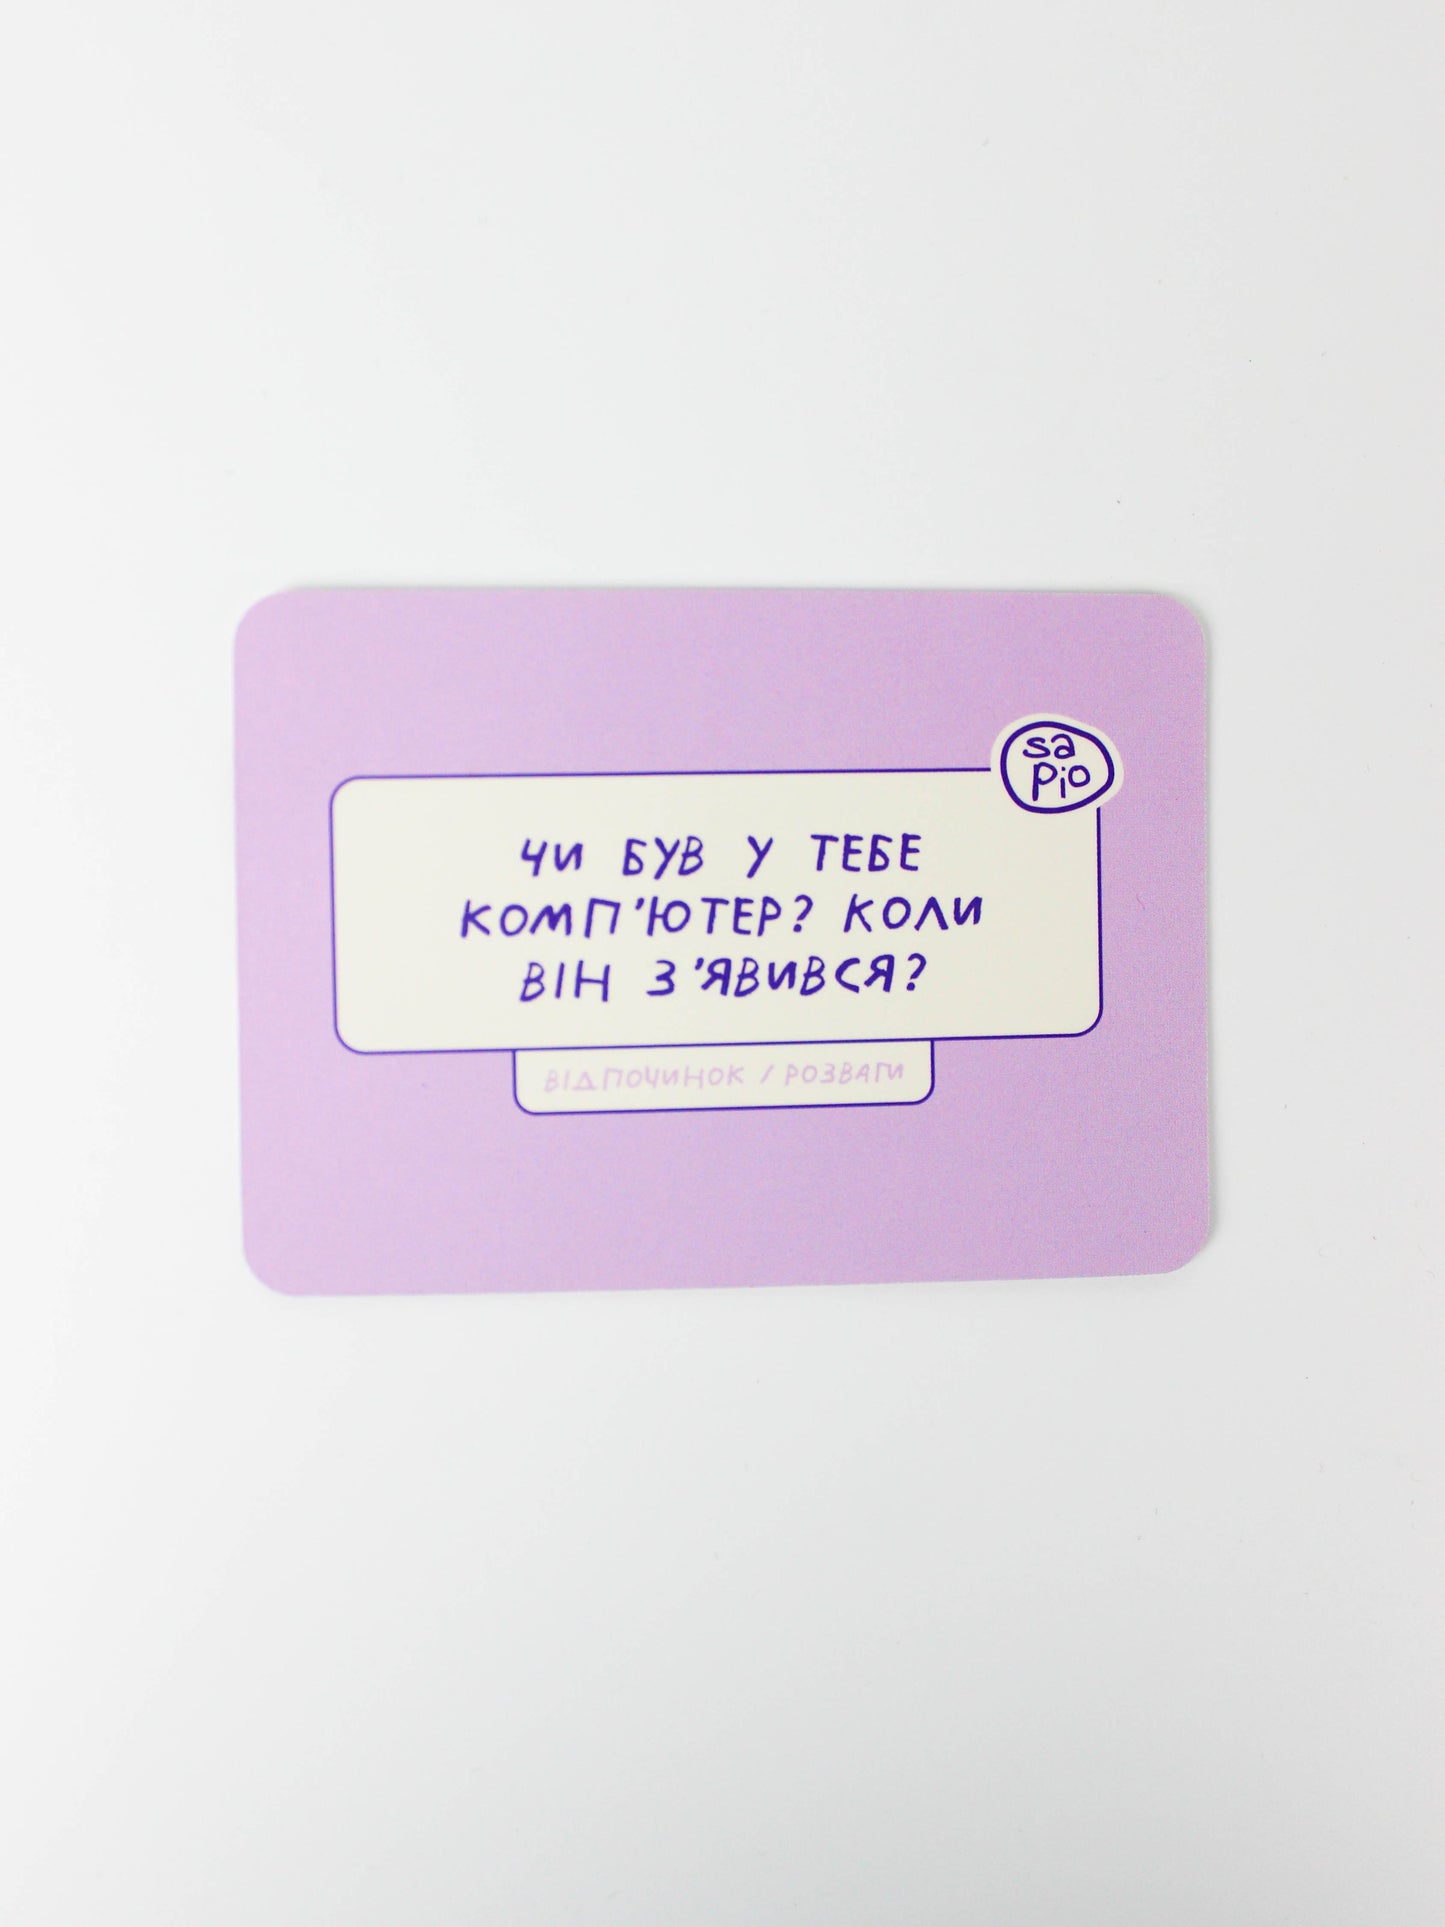 sa
pio
ЧИ БУВ У ТЕБЕ
КОМП'ЮТЕР? КОЛИ
ВІН З'ЯВИВСЯ?
ВІДПОЧИНОК / РОЗВАГИ